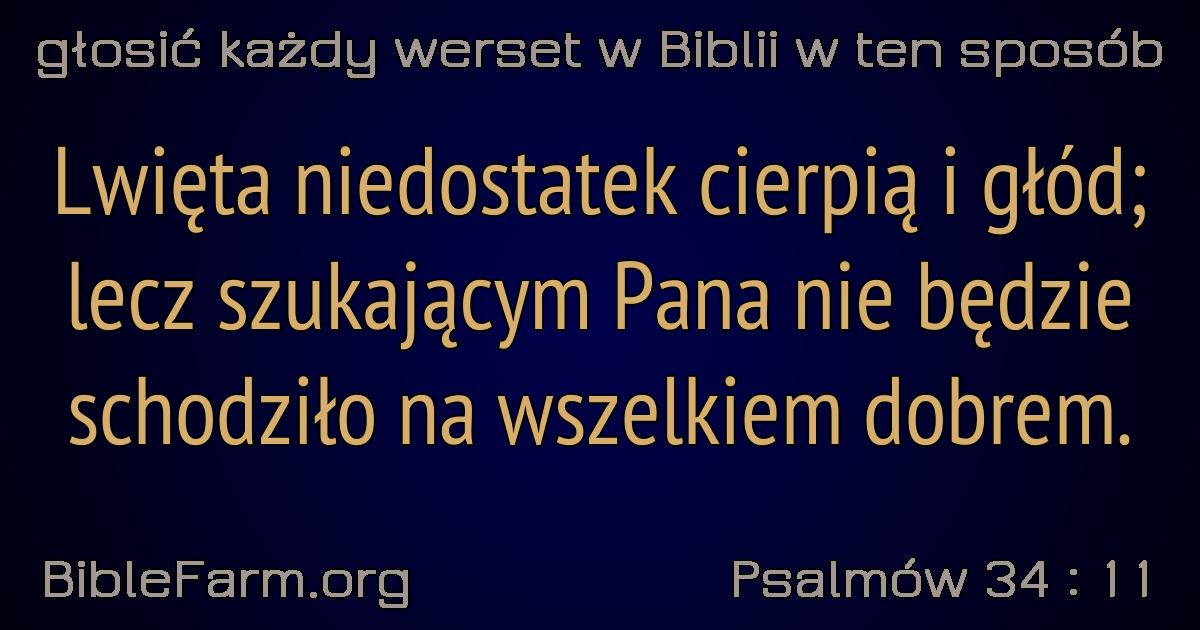 głosić każdy werset w Biblii w ten sposób
Lwięta niedostatek cierpią i głód;
lecz szukającym Pana nie będzie
schodziło na wszelkiem dobrem.
BibleFarm.org
Psalmów 34 : 11